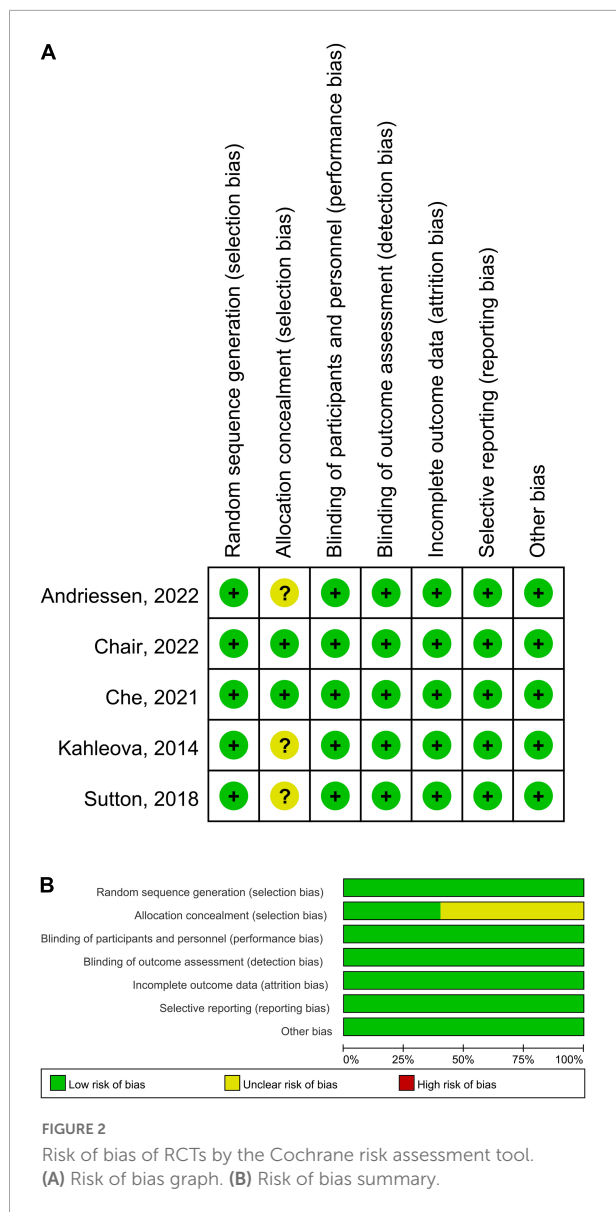 A
Random sequence generation (selection bias)
Allocation concealment (selection bias)
Blinding of participants and personnel (performance bias)
Blinding of outcome assessment (detection bias)
Incomplete outcome data (attrition bias)
Selective reporting (reporting bias)
Other bias
Andriessen, 2022 + ? + + + + +
Chair, 2022 + + + + + + +
Che, 2021 + + + + + + +
Kahleova, 2014 + ? + + + + +
Sutton, 2018 + ? + + + + +
B
Random sequence generation (selection bias)
Allocation concealment (selection bias)
Blinding of participants and personnel (performance bias)
Blinding of outcome assessment (detection bias)
Incomplete outcome data (attrition bias)
Selective reporting (reporting bias)
Other bias
0% 25% 50% 75% 100%
Low risk of bias Unclear risk of bias High risk of bias
FIGURE 2
Risk of bias of RCTs by the Cochrane risk assessment tool.
(A) Risk of bias graph. (B) Risk of bias summary.